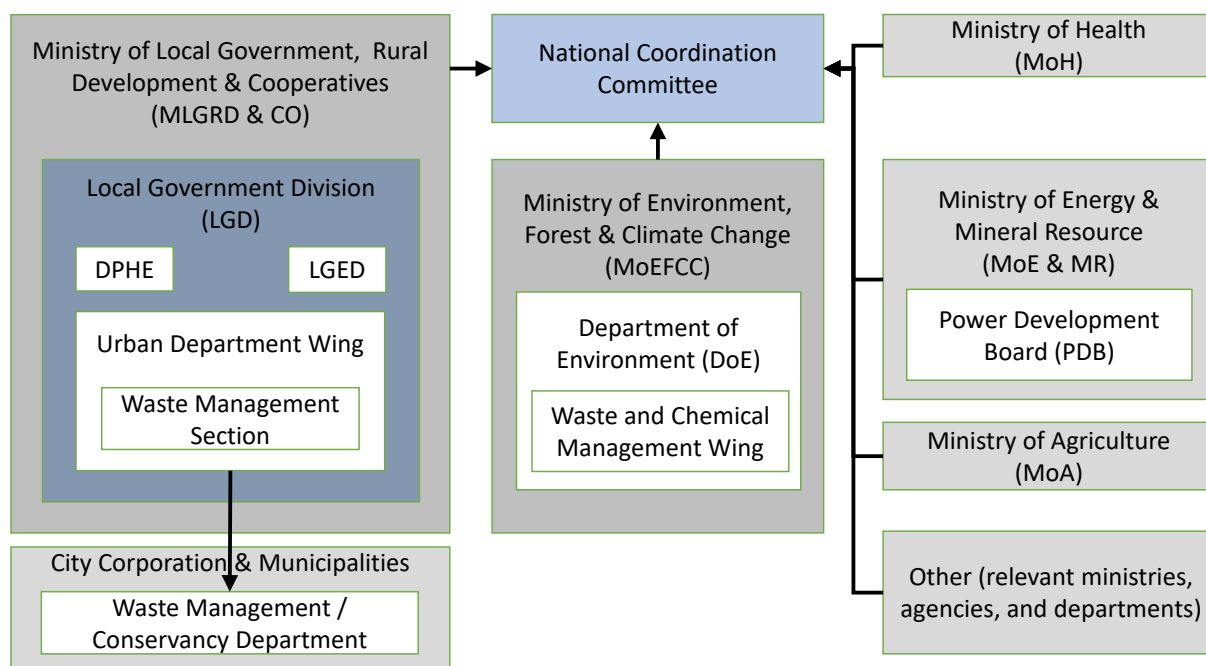 Ministry of Local Government, Rural
Development & Cooperatives
(MLGRD & CO)
Local Government Division
(LGD)
DPHE
LGED
Urban Department Wing
Waste Management
Section
City Corporation & Municipalities
Waste Management /
Conservancy Department
National Coordination
Committee
Ministry of Environment,
Forest & Climate Change
(MoEFCC)
Department of
Environment (DoE)
Waste and Chemical
Management Wing
Ministry of Health
(MoH)
Ministry of Energy &
Mineral Resource
(MoE & MR)
Power Development
Board (PDB)
Ministry of Agriculture
(MoA)
Other (relevant ministries,
agencies, and departments)